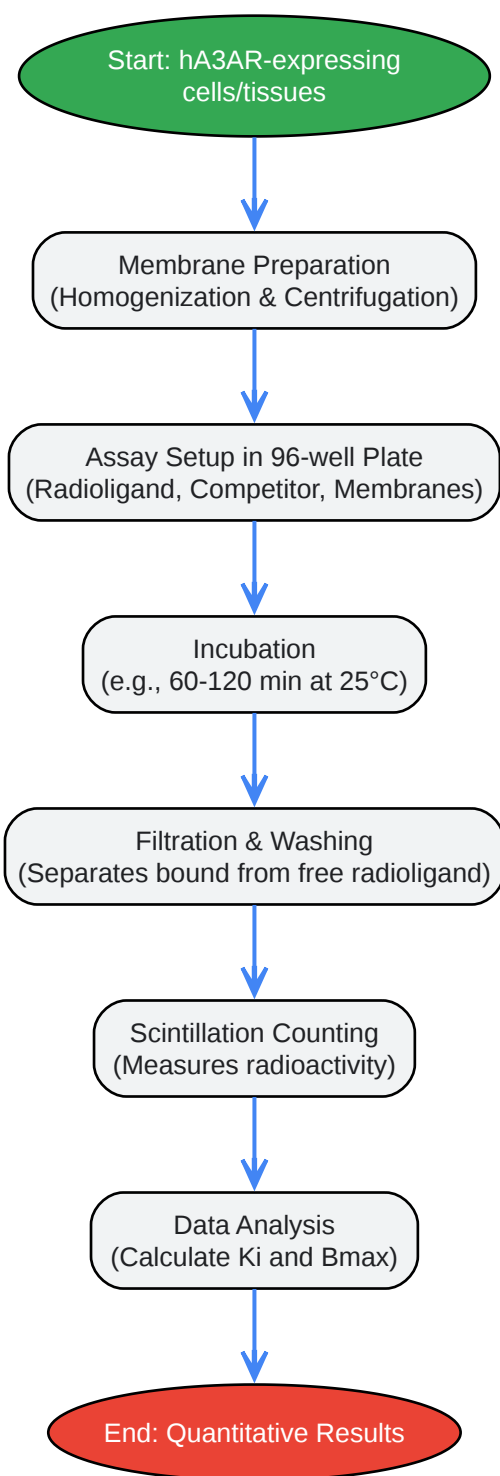 Start: hA3AR-expressing
cells/tissues
Membrane Preparation
(Homogenization & Centrifugation)
Assay Setup in 96-well Plate
(Radioligand, Competitor, Membranes)
Incubation
(e.g., 60-120 min at 25°C)
Filtration & Washing
(Separates bound from free radioligand)
Scintillation Counting
(Measures radioactivity)
Data Analysis
(Calculate Ki and Bmax)
End: Quantitative Results